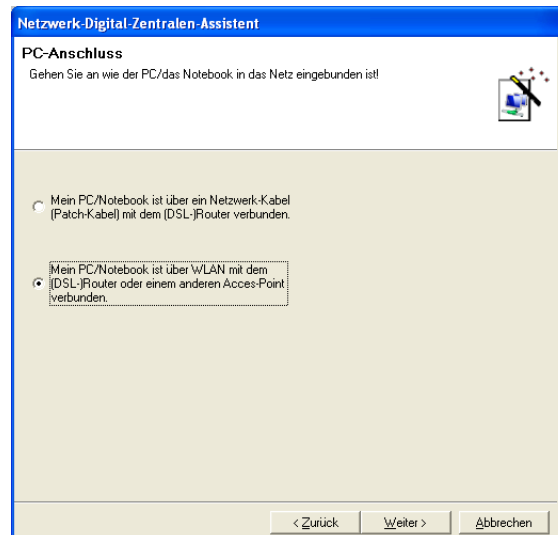 Netzwerk-Digital-Zentralen-Assistent
PC-Anschluss
Gehen Sie an wie der PC/das Notebook in das Netz eingebunden ist!
Mein PC/Notebook ist über ein Netzwerk-Kabel
(Patch-Kabel) mit dem (DSL-)Router verbunden.
Mein PC/Notebook ist über WLAN mit dem
(DSL-)Router oder einem anderen Acces-Point
verbunden.
< Zurück Weiter > Abbrechen